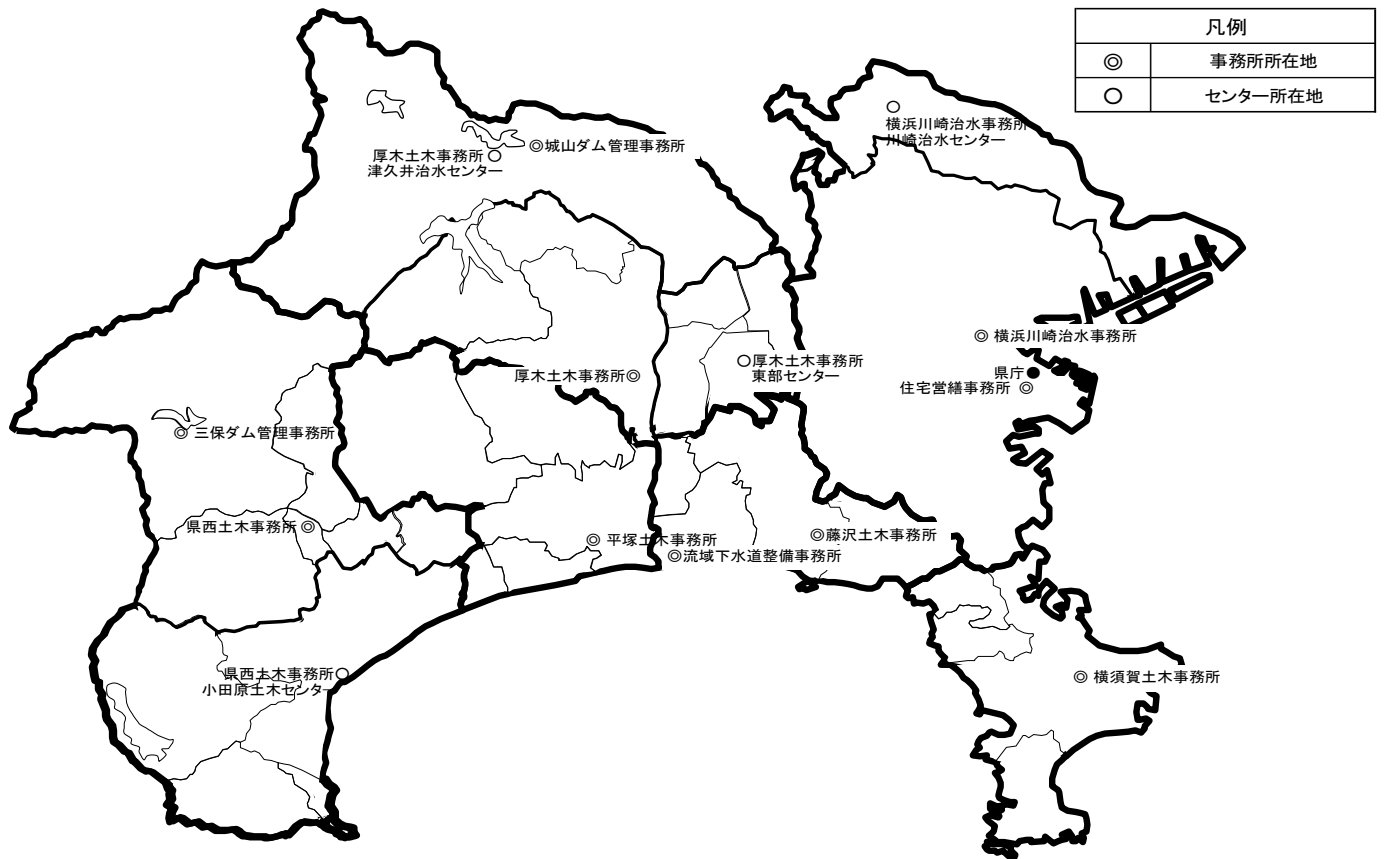 凡例
◎ 事務所所在地
○ センター所在地
横浜川崎治水事務所
川崎治水センター
◎城山ダム管理事務所
厚木土木事務所
津久井治水センター
◎ 横浜川崎治水事務所
○厚木土木事務所
東部センター
県庁●
住宅営繕事務所 ◎
厚木土木事務所◎
◎ 三保ダム管理事務所
県西土木事務所 ◎
◎ 平塚土木事務所
◎藤沢土木事務所
◎流域下水道整備事務所
県西土木事務所○
小田原土木センター
◎ 横須賀土木事務所